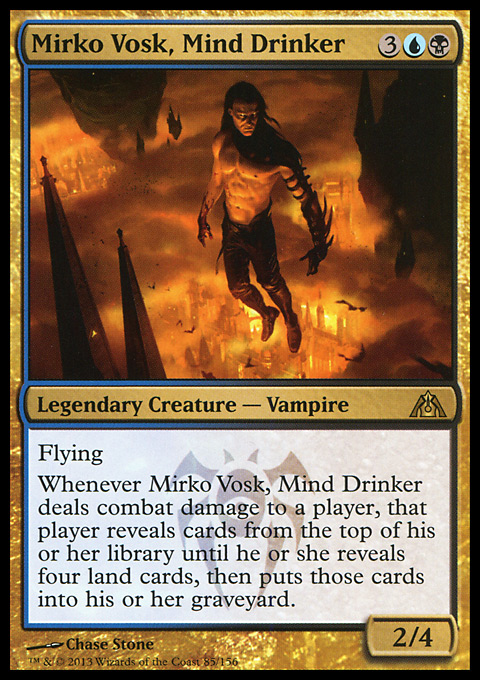 Mirko Vosk, Mind Drinker 3
Legendary Creature — Vampire
Flying
Whenever Mirko Vosk, Mind Drinker
deals combat damage to a player, that
player reveals cards from the top of his
or her library until he or she reveals
four land cards, then puts those cards
into his or her graveyard.
2/4
Chase Stone
™ & © 2013 Wizards of the Coast 85/156